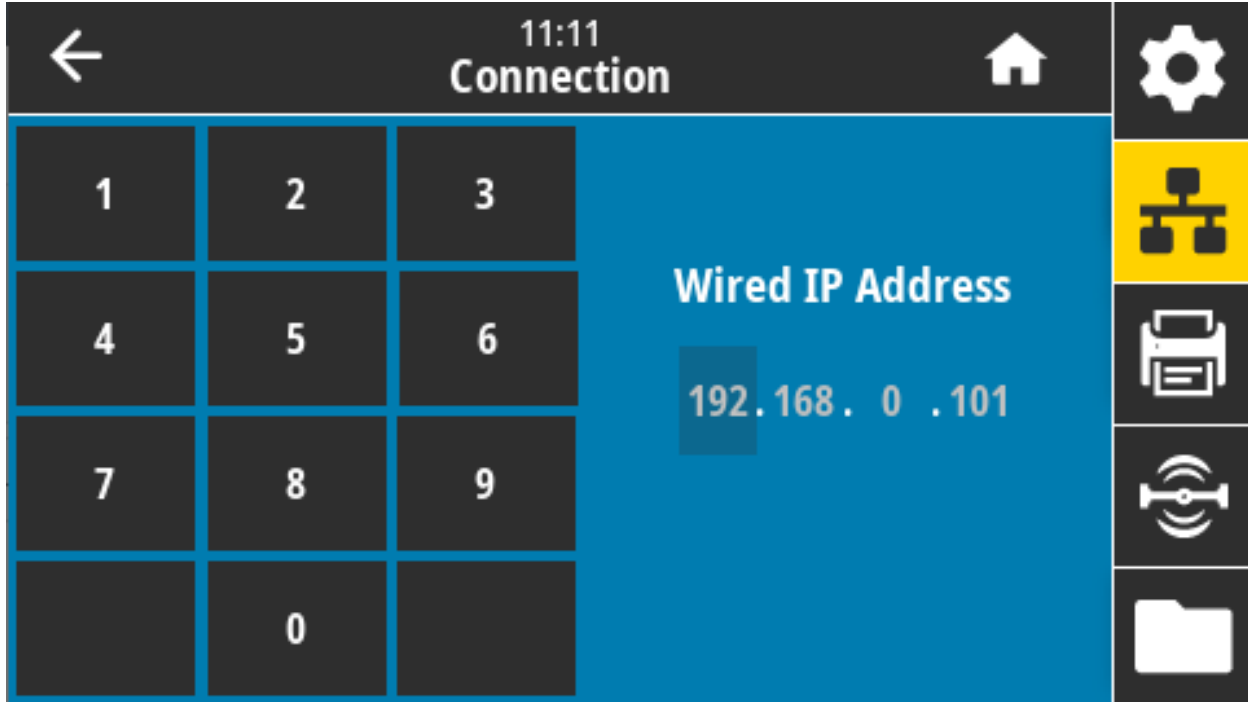 11:11
Connection
1 2 3
4 5 6
7 8 9
0
Wired IP Address
192.168. 0 .101